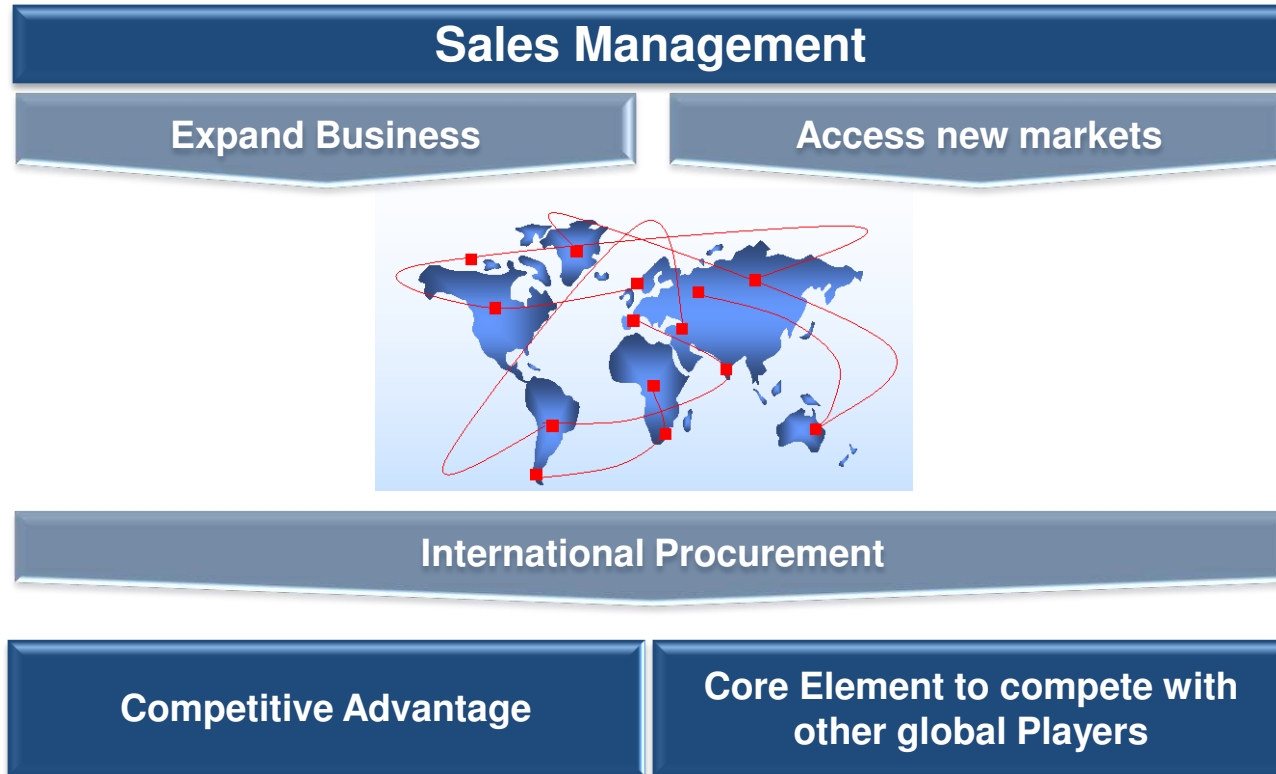 Sales Management
Expand Business
Access new markets
International Procurement
Competitive Advantage
Core Element to compete with
other global Players